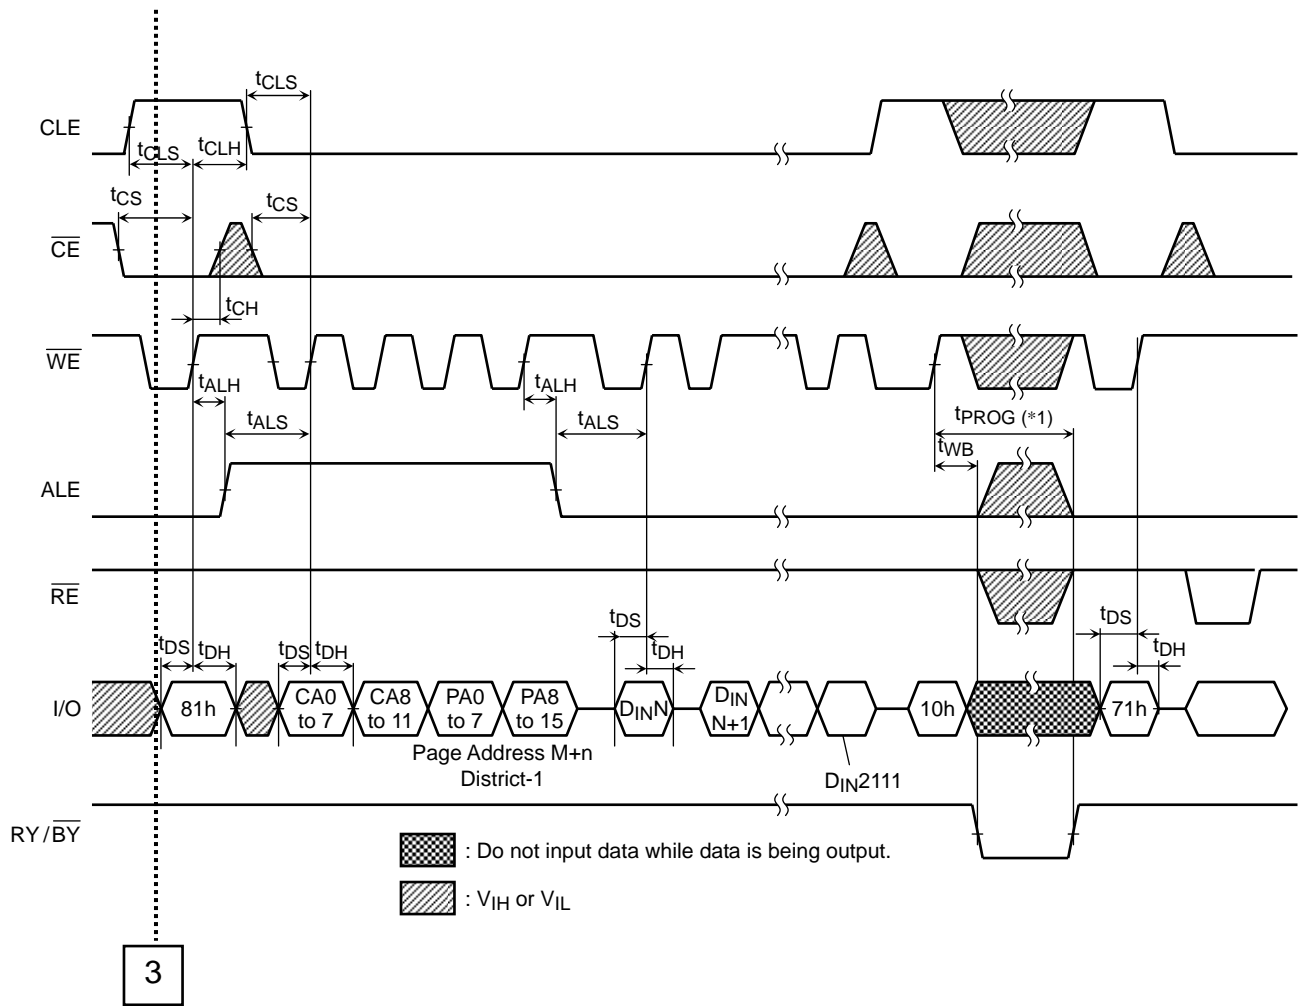 tCLS
CLE
tCLS
tCLH
tCS
tCS
CE
tCH
WE
tALH
tALH
tALS
tALS
tPROG (*1)
tWB
ALE
RE
tDS
tDH
tDS
tDH
tDS
tDH
tDS
tDH
I/O
81h
CA0
to 7
CA8
to 11
PA0
to 7
PA8
to 15
DINN
DIN
N+1
10h
71h
Page Address M+n
District-1
DIN2111
RY/BY
: Do not input data while data is being output.
: VIH or VIL
3